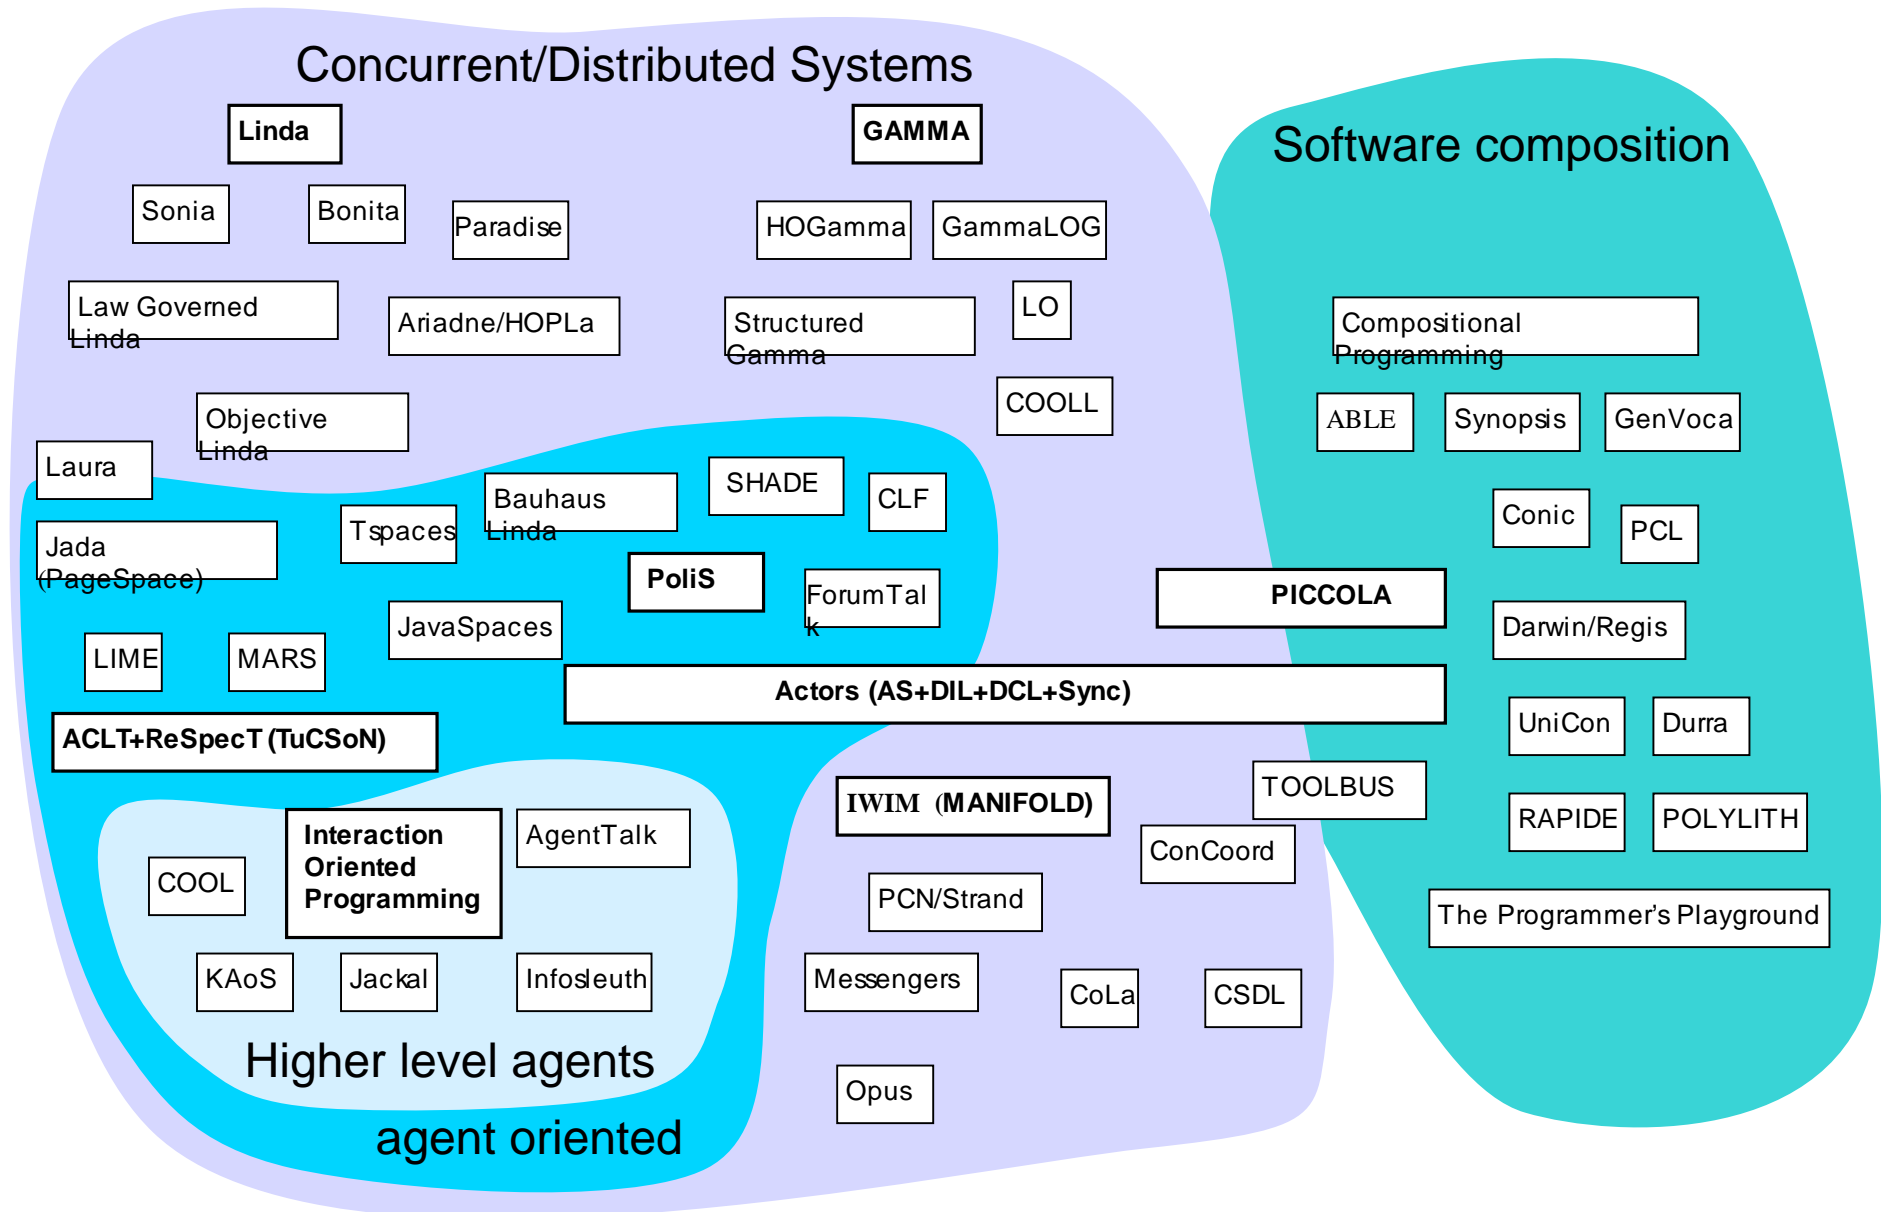 Concurrent/Distributed Systems
Software composition
Linda
GAMMA
Sonia
Bonita
Paradise
HOGamma
GammaLOG
Law Governed
Linda
Ariadne/HOPLa
Structured
Gamma
LO
Compositional
Programming
Objective
Linda
COOLL
ABLE
Synopsis
GenVoca
Laura
Bauhaus
Linda
SHADE
CLF
Conic
PCL
Jada
(PageSpace)
Tspaces
PoliS
ForumTal
k
PICCOLA
LIME
MARS
JavaSpaces
Darwin/Regis
Actors (AS+DIL+DCL+Sync)
ACLT+ReSpecT (TuCSoN)
UniCon
Durra
Interaction
Oriented
Programming
AgentTalk
IWIM (MANIFOLD)
TOOLBUS
RAPIDE
POLYLITH
COOL
PCN/Strand
ConCoord
The Programmer's Playground
KAoS
Jackal
Infosleuth
Messengers
CoLa
CSDL
Higher level agents
Opus
agent oriented